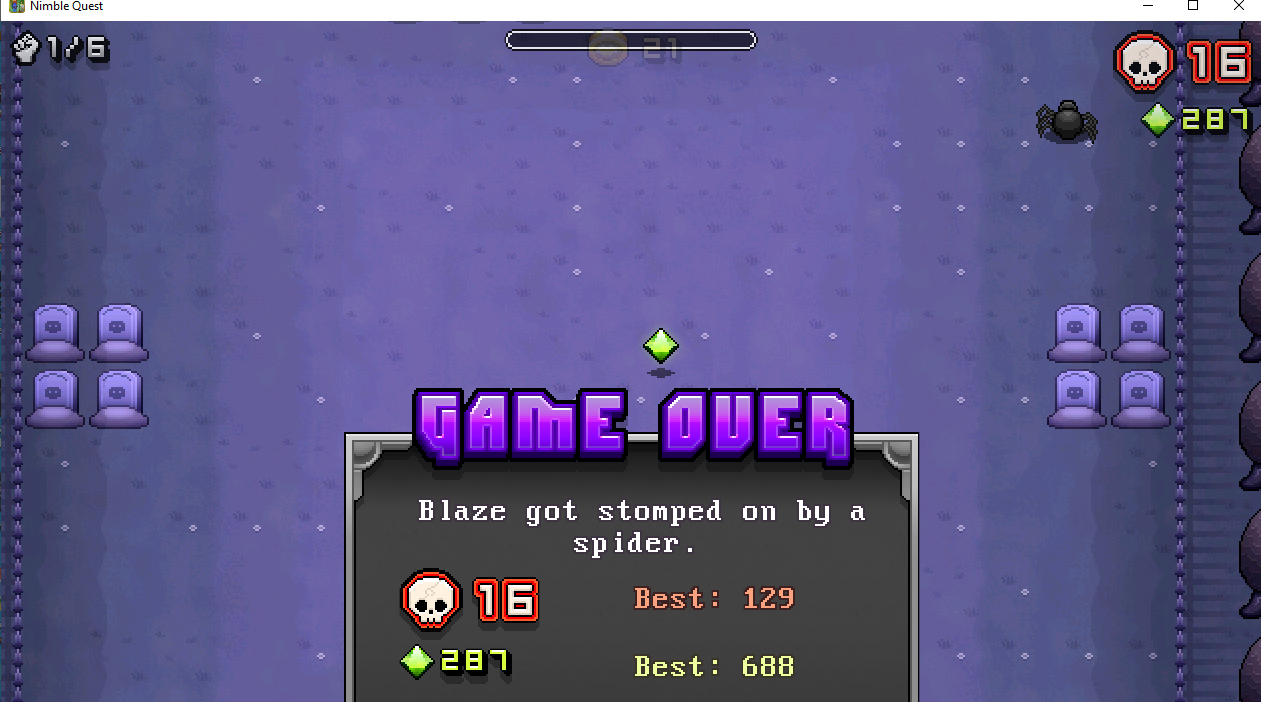 Nimble Quest
1/6
21
16
287
GAME OVER
Blaze got stomped on by a
spider.
16
Best: 129
287
Best: 688